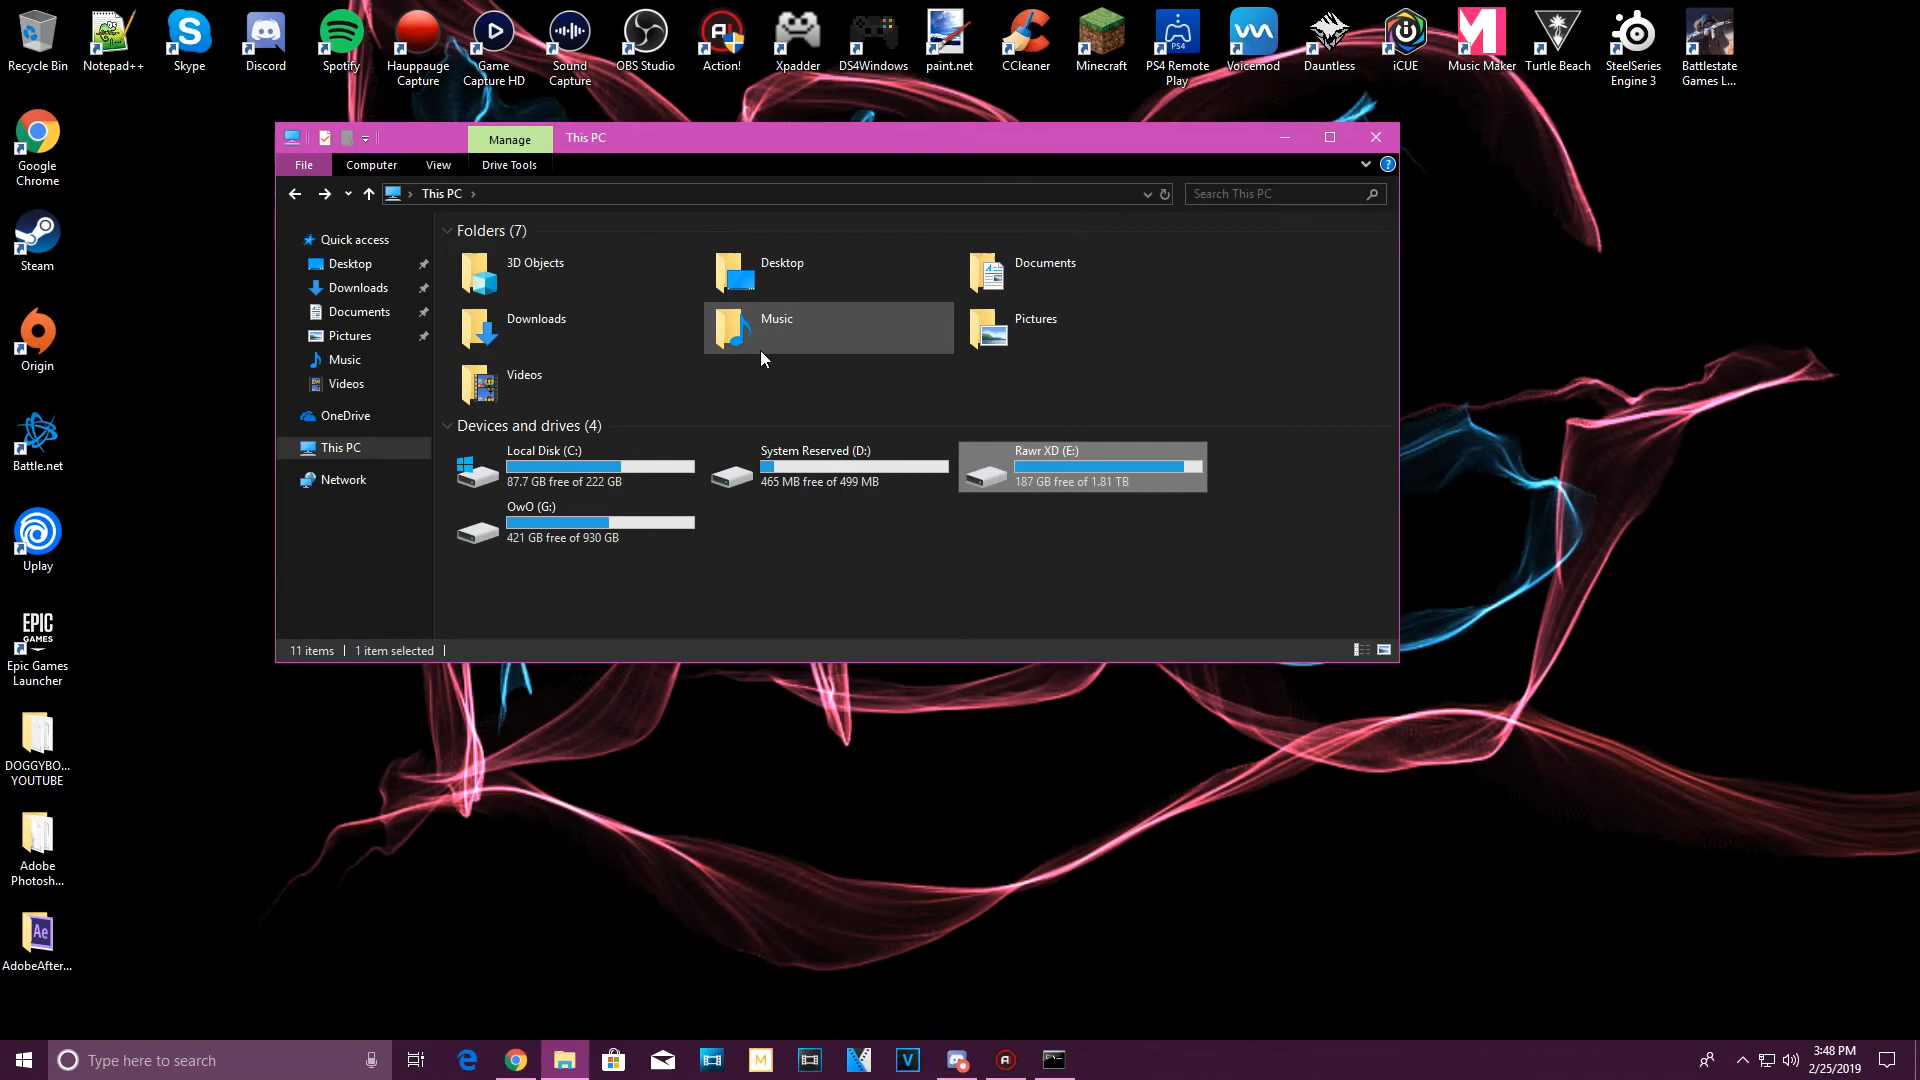 Recycle Bin
Notepad++
Skype
Discord
Spotify
Hauppauge
Capture
Game
Capture HD
Sound
Capture
OBS Studio
Action!
Xpadder
DS4Windows
paint.net
CCleaner
Minecraft
PS4
PS4 Remote
Play
Voicemod
Dauntless
iCUE
Music Maker
Turtle Beach
SteelSeries
Engine 3
Battlestate
Games L...
Google
Chrome
Steam
Origin
Battle.net
Uplay
EPIC
GAMES
Epic Games
Launcher
DOGGYBO...
YOUTUBE
Adobe
Photosh...
Ae
AdobeAfter...
Manage
This PC
File
Computer
View
Drive Tools
This PC
Search This PC
Quick access
Desktop
Downloads
Documents
Pictures
Music
Videos
OneDrive
This PC
Network
Folders (7)
3D Objects
Desktop
Documents
Downloads
Music
Pictures
Videos
Devices and drives (4)
Local Disk (C:)
87.7 GB free of 222 GB
System Reserved (D:)
465 MB free of 499 MB
Rawr XD (E:)
187 GB free of 1.81 TB
OwO (G:)
421 GB free of 930 GB
11 items
1 item selected
Type here to search
3:48 PM
2/25/2019